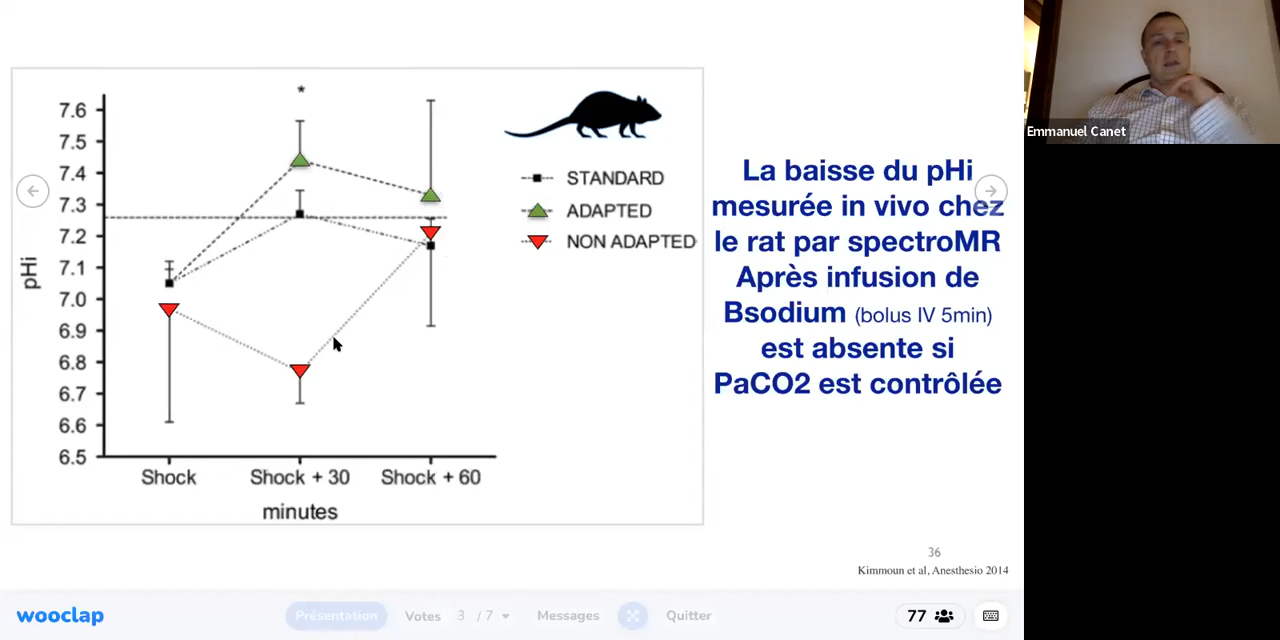 Emmanuel Canet
*
7.6
7.5
7.4
7.3
7.2
7.1
7.0
6.9
6.8
6.7
6.6
6.5
pHi
Shock
Shock + 30
Shock + 60
minutes
STANDARD
ADAPTED
NON ADAPTED
La baisse du pHi
mesurée in vivo chez
le rat par spectroMR
Après infusion de
Bsodium (bolus IV 5min)
est absente si
PaCO2 est contrôlée
36
Kimmoun et al, Anesthesio 2014
wooclap
Présentation
Votes 3 / 7
Messages
Quitter
77